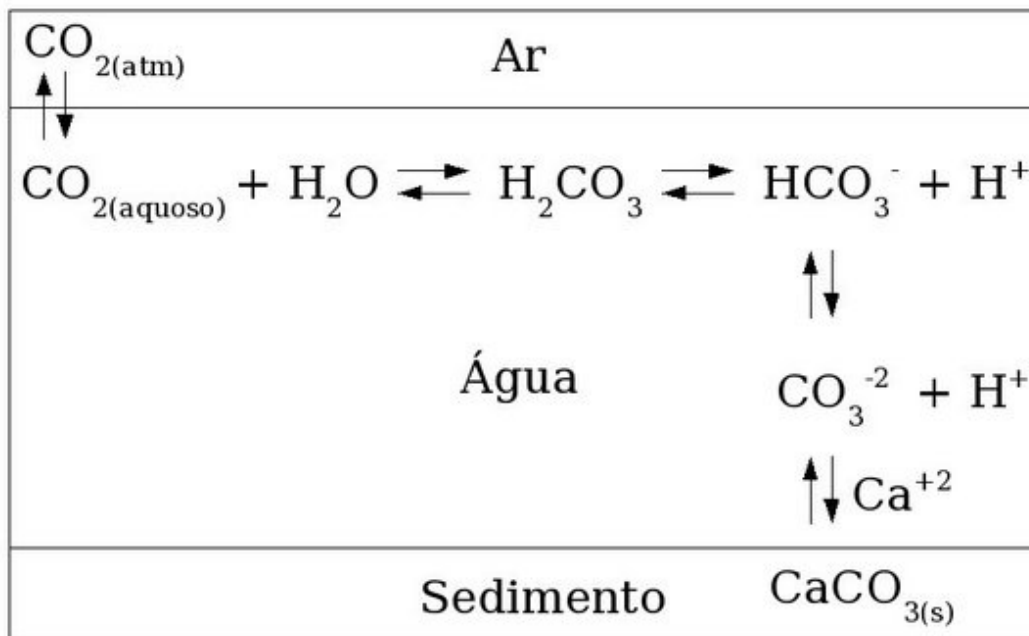 CO2(atm)
Ar
CO2(aquoso) + H2O ⇌ H2CO3 ⇌ HCO3- + H+
Água
CO3-2 + H+
Ca+2
Sedimento
CaCO3(s)